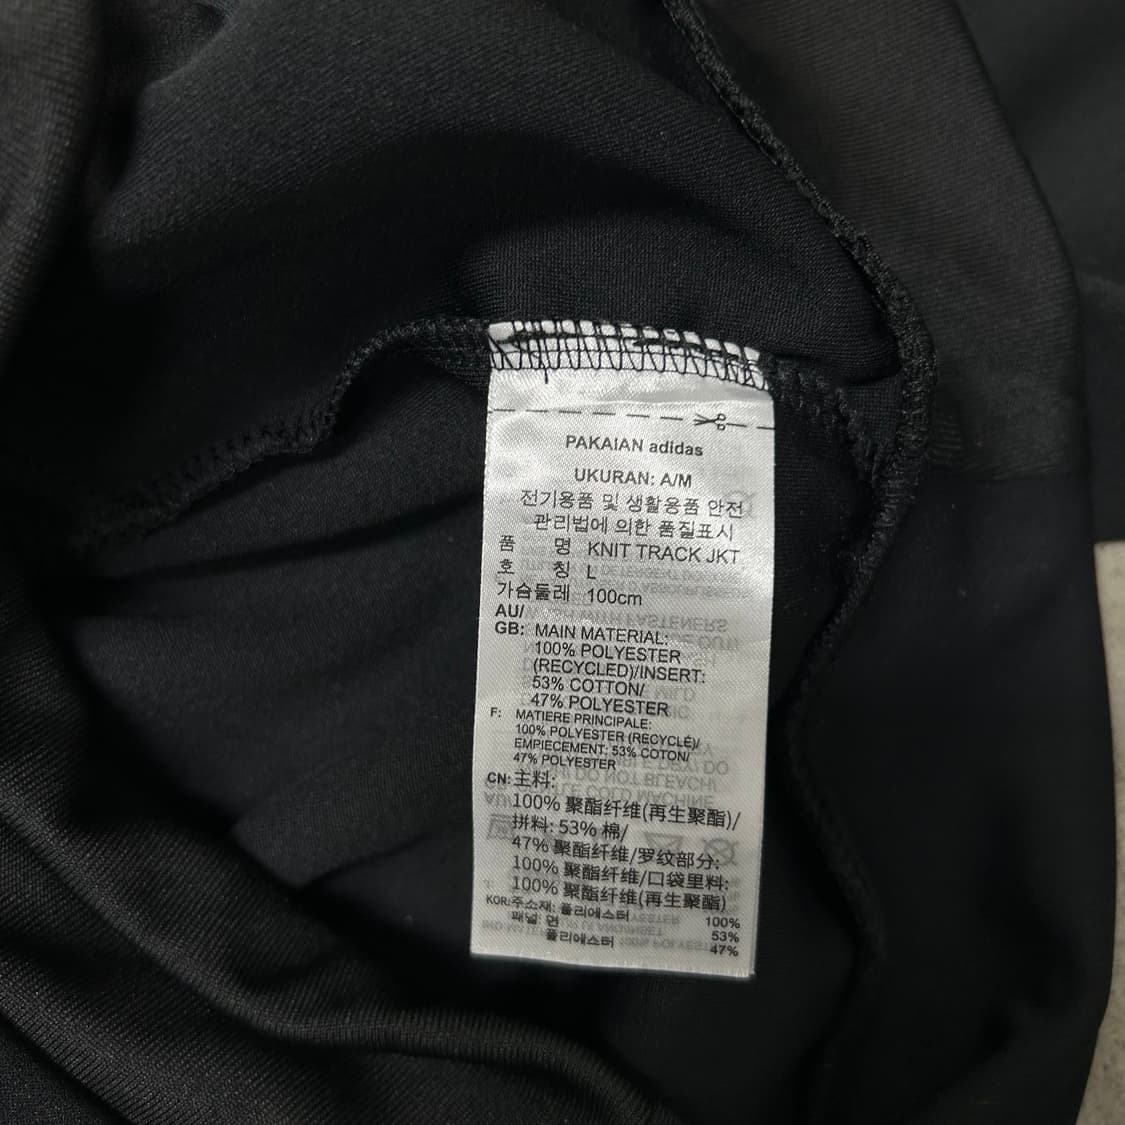 PAKAIAN adidas
UKURAN: A/M
전기용품 및 생활용품 안전
관리법에 의한 품질표시
품 명 KNIT TRACK JKT
호 칭 L
가슴둘레 100cm
AU/
GB: MAIN MATERIAL:
100% POLYESTER
(RECYCLED)/INSERT:
53% COTTON/
47% POLYESTER
F: MATIERE PRINCIPALE:
100% POLYESTER (RECYCLÉ)/
EMPIECEMENT: 53% COTON/
47% POLYESTER
CN: 主料:
100% 聚酯纤维(再生聚酯)/
拼料: 53% 棉/
47% 聚酯纤维/罗纹部分:
100% 聚酯纤维/口袋里料:
100% 聚酯纤维(再生聚酯)
KOR: 주소재: 폴리에스터 100%
패널: 면 53%
폴리에스터 47%